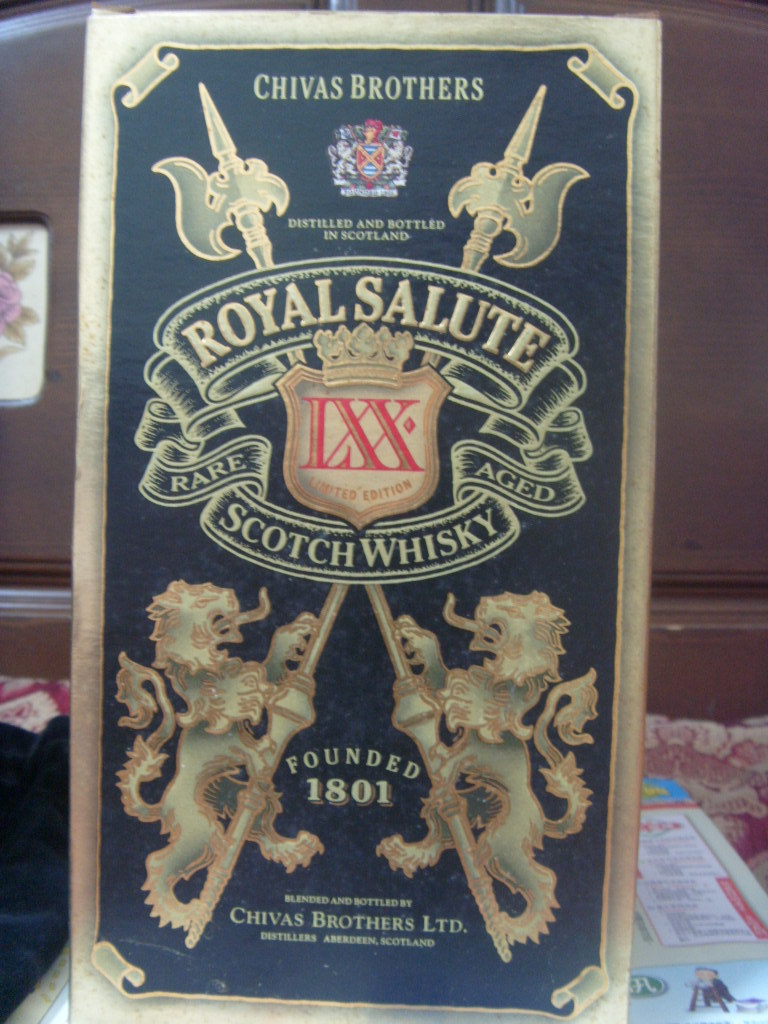 CHIVAS BROTHERS
DISTILLED AND BOTTLED
IN SCOTLAND
ROYAL SALUTE
LXX
LIMITED EDITION
RARE AGED
SCOTCH WHISKY
FOUNDED
1801
BLENDED AND BOTTLED BY
CHIVAS BROTHERS LTD.
DISTILLERS ABERDEEN, SCOTLAND